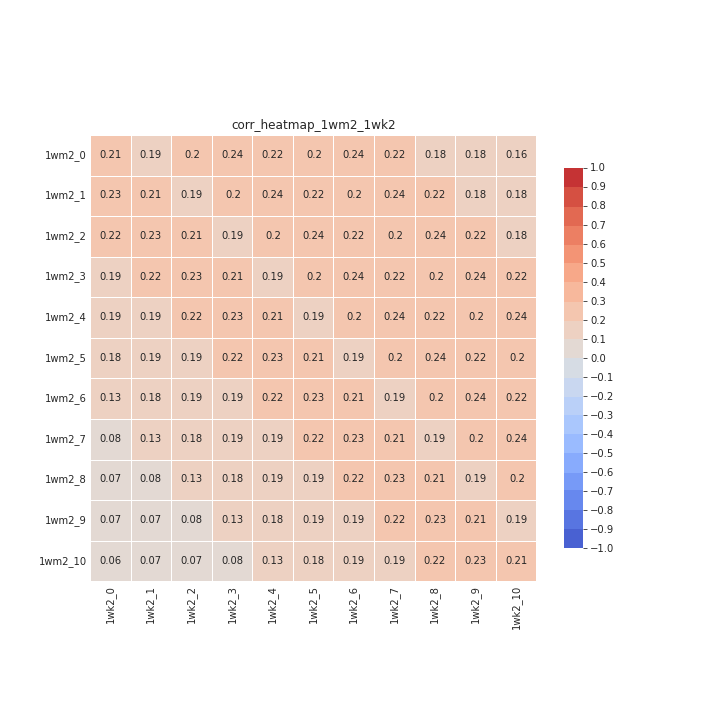 corr_heatmap_1wm2_1wk2
1wm2_0 0.21 0.19 0.2 0.24 0.22 0.2 0.24 0.22 0.18 0.18 0.16
1wm2_1 0.23 0.21 0.19 0.2 0.24 0.22 0.2 0.24 0.22 0.18 0.18
1wm2_2 0.22 0.23 0.21 0.19 0.2 0.24 0.22 0.2 0.24 0.22 0.18
1wm2_3 0.19 0.22 0.23 0.21 0.19 0.2 0.24 0.22 0.2 0.24 0.22
1wm2_4 0.19 0.19 0.22 0.23 0.21 0.19 0.2 0.24 0.22 0.2 0.24
1wm2_5 0.18 0.19 0.19 0.22 0.23 0.21 0.19 0.2 0.24 0.22 0.2
1wm2_6 0.13 0.18 0.19 0.19 0.22 0.23 0.21 0.19 0.2 0.24 0.22
1wm2_7 0.08 0.13 0.18 0.19 0.19 0.22 0.23 0.21 0.19 0.2 0.24
1wm2_8 0.07 0.08 0.13 0.18 0.19 0.19 0.22 0.23 0.21 0.19 0.2
1wm2_9 0.07 0.07 0.08 0.13 0.18 0.19 0.19 0.22 0.23 0.21 0.19
1wm2_10 0.06 0.07 0.07 0.08 0.13 0.18 0.19 0.19 0.22 0.23 0.21
1wk2_0 1wk2_1 1wk2_2 1wk2_3 1wk2_4 1wk2_5 1wk2_6 1wk2_7 1wk2_8 1wk2_9 1wk2_10
1.0
0.9
0.8
0.7
0.6
0.5
0.4
0.3
0.2
0.1
0.0
−0.1
−0.2
−0.3
−0.4
−0.5
−0.6
−0.7
−0.8
−0.9
−1.0